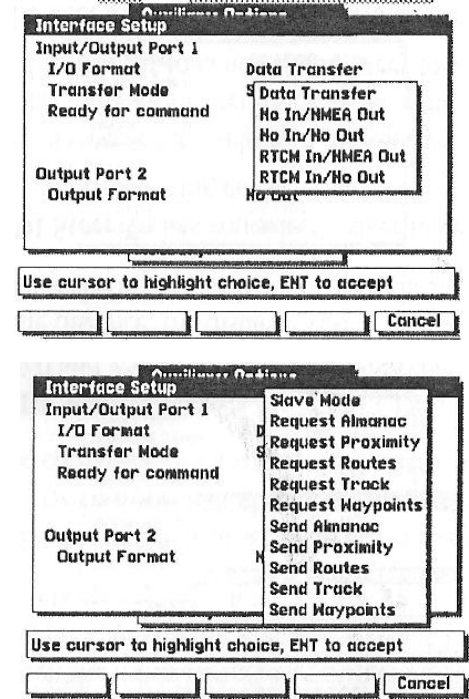 Auxiliary Options
Interface Setup
Input/Output Port 1
I/O Format Data Transfer
Transfer Mode S
Ready for command
Data Transfer
No In/NMEA Out
No In/No Out
RTCM In/NMEA Out
RTCM In/No Out
Output Port 2
Output Format No Out
Use cursor to highlight choice, ENT to accept
Cancel
Auxiliary Options
Interface Setup
Input/Output Port 1
I/O Format D
Transfer Mode S
Ready for command
Slave Mode
Request Almanac
Request Proximity
Request Routes
Request Track
Request Waypoints
Send Almanac
Send Proximity
Send Routes
Send Track
Send Waypoints
Output Port 2
Output Format N
Use cursor to highlight choice, ENT to accept
Cancel